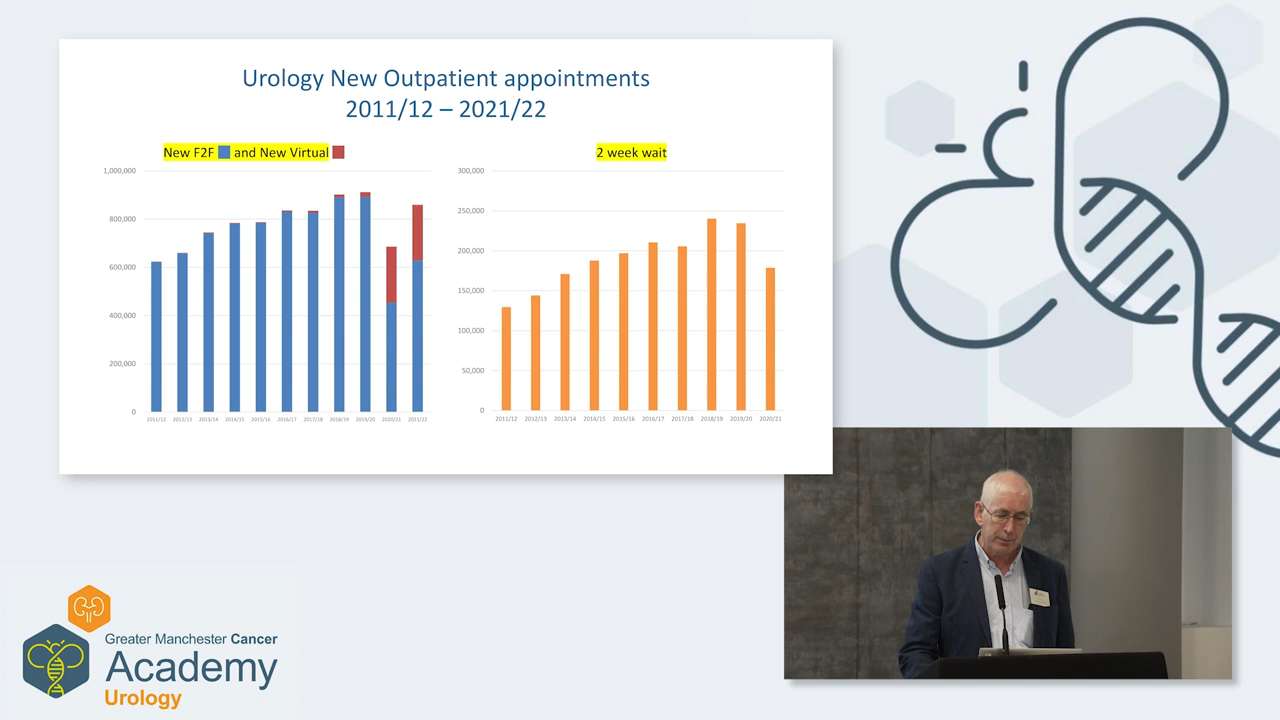 Urology New Outpatient appointments
2011/12 – 2021/22
New F2F and New Virtual
1,000,000
800,000
600,000
400,000
200,000
0
2011/12 2012/13 2013/14 2014/15 2015/16 2016/17 2017/18 2018/19 2019/20 2020/21 2021/22
2 week wait
300,000
250,000
200,000
150,000
100,000
50,000
0
2011/12 2012/13 2013/14 2014/15 2015/16 2016/17 2017/18 2018/19 2019/20 2020/21
Greater Manchester Cancer
Academy
Urology